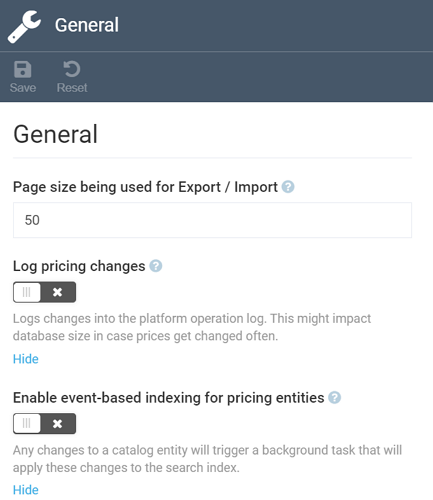 General
Save
Reset
General
Page size being used for Export / Import
50
Log pricing changes
Logs changes into the platform operation log. This might impact
database size in case prices get changed often.
Hide
Enable event-based indexing for pricing entities
Any changes to a catalog entity will trigger a background task that will
apply these changes to the search index.
Hide